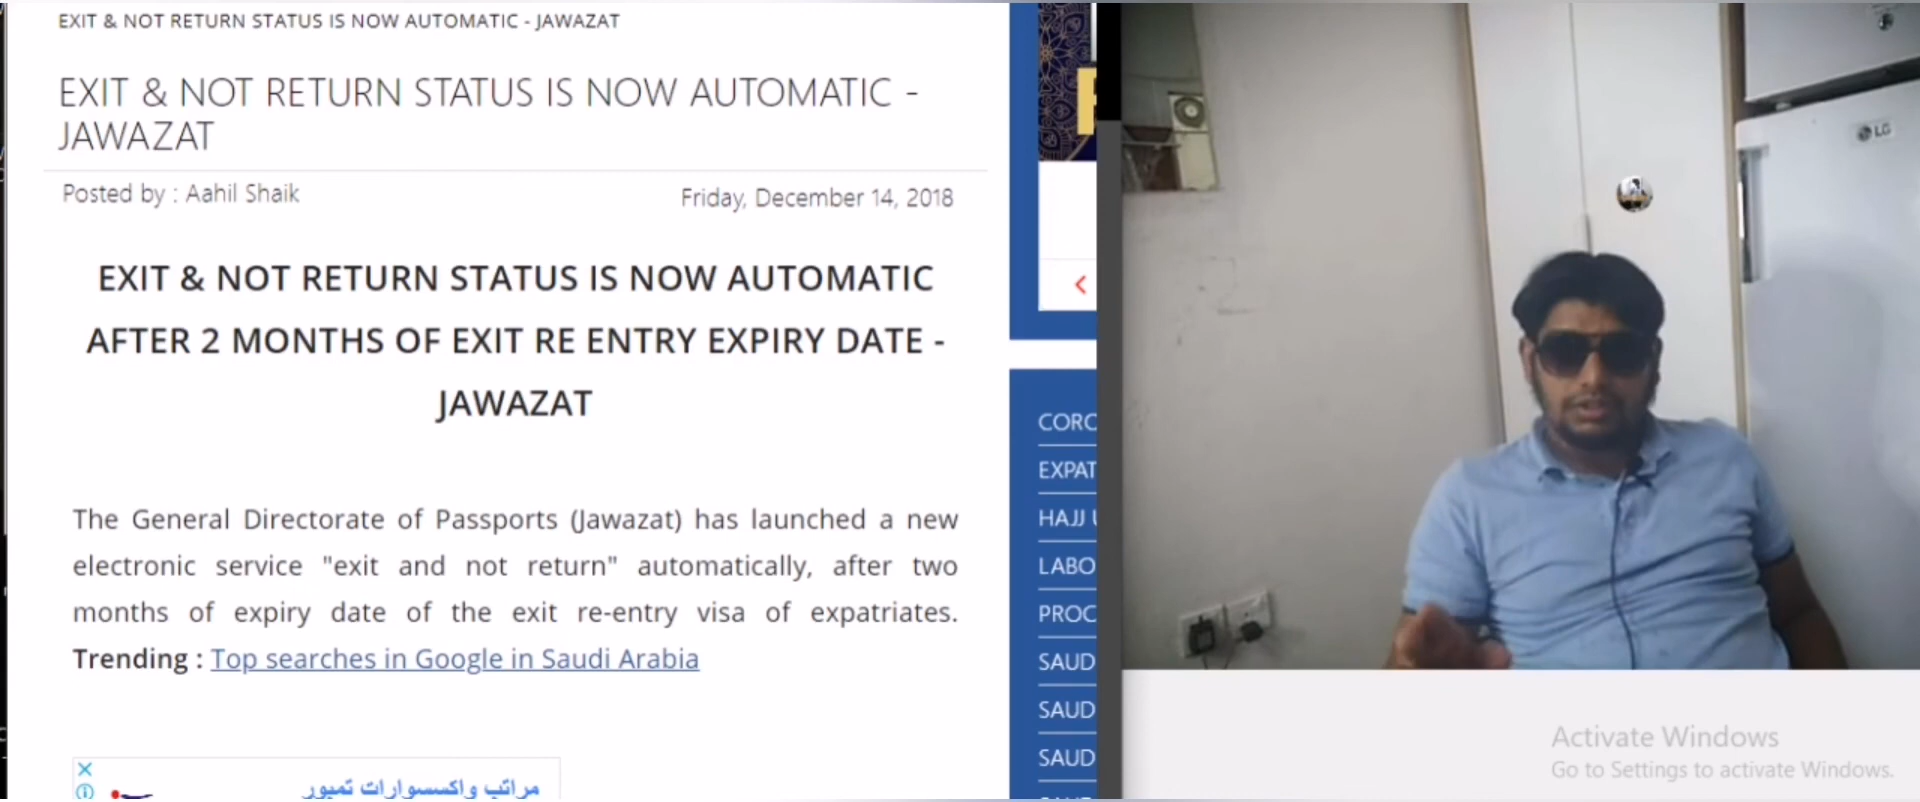 EXIT & NOT RETURN STATUS IS NOW AUTOMATIC - JAWAZAT
EXIT & NOT RETURN STATUS IS NOW AUTOMATIC -
JAWAZAT
Posted by : Aahil Shaik
Friday, December 14, 2018
EXIT & NOT RETURN STATUS IS NOW AUTOMATIC
AFTER 2 MONTHS OF EXIT RE ENTRY EXPIRY DATE -
JAWAZAT
The General Directorate of Passports (Jawazat) has launched a new
electronic service "exit and not return" automatically, after two
months of expiry date of the exit re-entry visa of expatriates.
Trending : Top searches in Google in Saudi Arabia
مراتب واكسسوارات تمبور
CORO
EXPAT
HAJJ U
LABO
PROC
SAUD
SAUD
SAUD
LG
Activate Windows
Go to Settings to activate Windows.